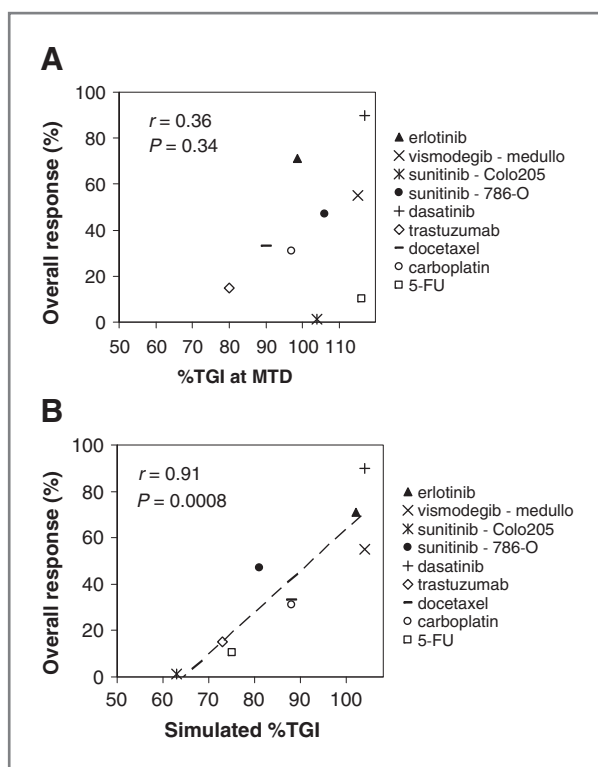 A
r = 0.36
P = 0.34
Overall response (%)
100
80
60
40
20
0
50 60 70 80 90 100 110
%TGI at MTD
erlotinib
vismodegib - medullo
sunitinib - Colo205
sunitinib - 786-O
dasatinib
trastuzumab
docetaxel
carboplatin
5-FU
B
r = 0.91
P = 0.0008
Overall response (%)
100
80
60
40
20
0
50 60 70 80 90 100
Simulated %TGI
erlotinib
vismodegib - medullo
sunitinib - Colo205
sunitinib - 786-O
dasatinib
trastuzumab
docetaxel
carboplatin
5-FU